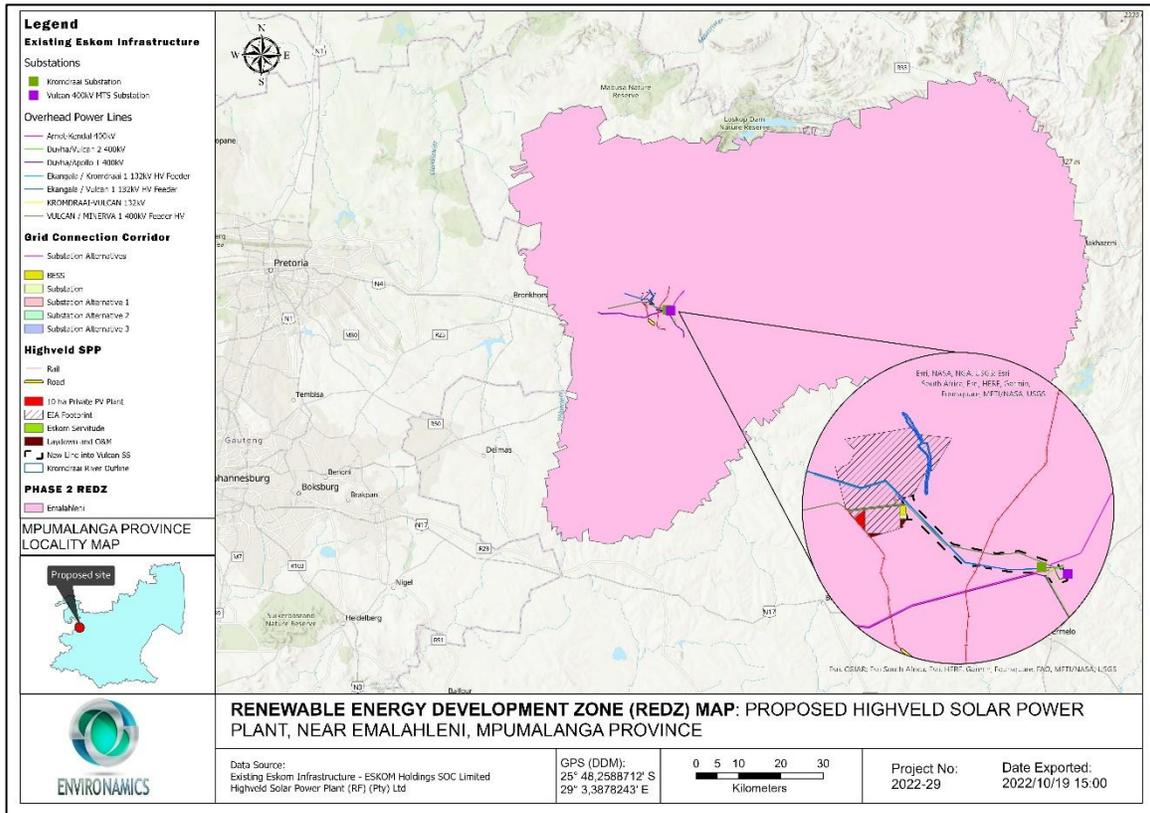 Legend
Existing Eskom Infrastructure
Substations
Kromdraai Substation
Vulcan 400kV MTS Substation
Overhead Power Lines
Arnot-Kendal 400kV
Duvha/Vulcan 2 400kV
Duvha/Apollo 1 400kV
Ekangala / Kromdraai 1 132kV HV Feeder
Ekangala / Vulcan 1 132kV HV Feeder
KROMDRAAI-VULCAN 132kV
VULCAN / MINERVA 1 400kV Feeder HV
Grid Connection Corridor
Substation Alternatives
BESS
Substation
Substation Alternative 1
Substation Alternative 2
Substation Alternative 3
Highveld SPP
Rail
Road
10 ha Private PV Plant
EIA Footprint
Eskom Servitude
Laydown and O&M
New Line into Vulcan SS
Kromdraai River Outline
PHASE 2 REDZ
Emalahleni
MPUMALANGA PROVINCE
LOCALITY MAP
Proposed site
ENVIRONAMICS
N
W E
S
N1
R33
Mabusa Nature
Reserve
Loskop Dam
Nature Reserve
Pretoria
N4
Bronkhors
N1
R25
Tembisa
R50
Delmas
Gauteng
Benoni
Boksburg
Brakpan
N17
R29
Nigel
Heidelberg
Suikerbosrand
Nature Reserve
R103
R51
N3
Balfour
N17
Ermelo
Esri, NASA, NGA, USGS; Esri
South Africa, Esri, HERE, Garmin,
Foursquare, METI/NASA, USGS
Esri, CGIAR, Esri South Africa, Esri, HERE, Garmin, Foursquare, FAO, METI/NASA, USGS
RENEWABLE ENERGY DEVELOPMENT ZONE (REDZ) MAP: PROPOSED HIGHVELD SOLAR POWER
PLANT, NEAR EMALAHLENI, MPUMALANGA PROVINCE
Data Source:
Existing Eskom Infrastructure - ESKOM Holdings SOC Limited
Highveld Solar Power Plant (RF) (Pty) Ltd
GPS (DDM):
25° 48,2588712' S
29° 3,3878243' E
0 5 10 20 30
Kilometers
Project No:
2022-29
Date Exported:
2022/10/19 15:00